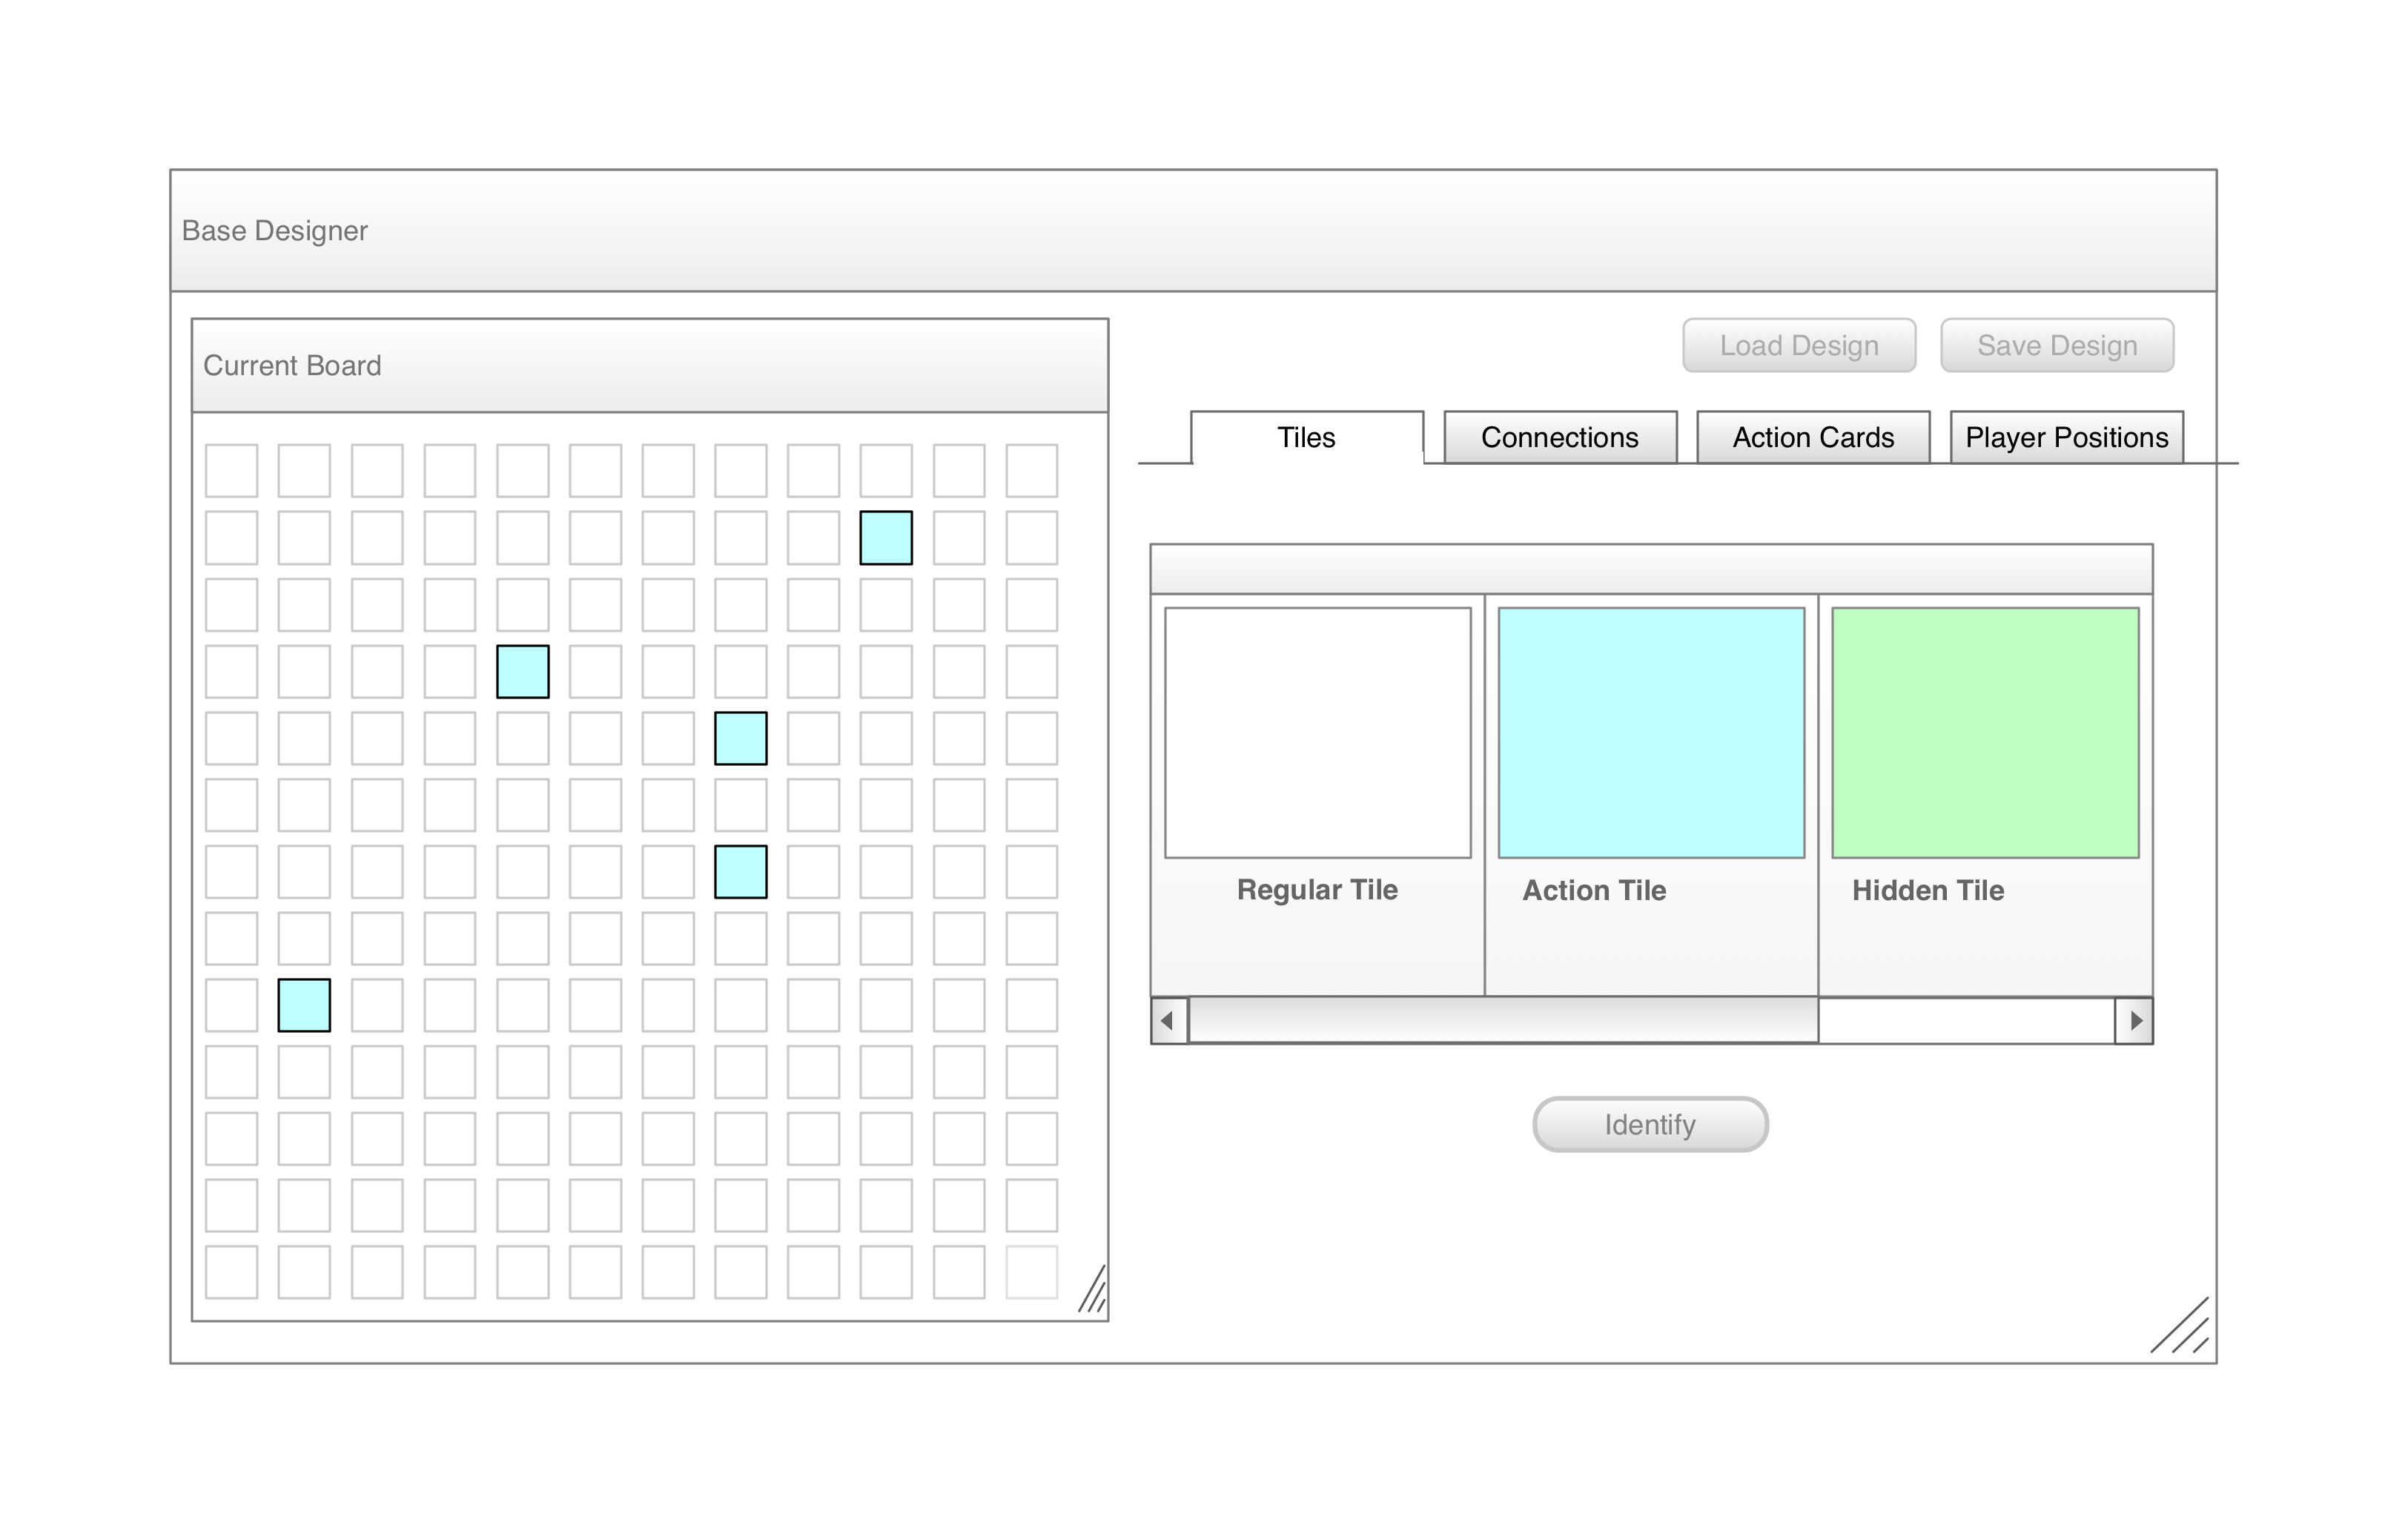 Base Designer
Current Board
Load Design
Save Design
Tiles
Connections
Action Cards
Player Positions
Regular Tile
Action Tile
Hidden Tile
Identify